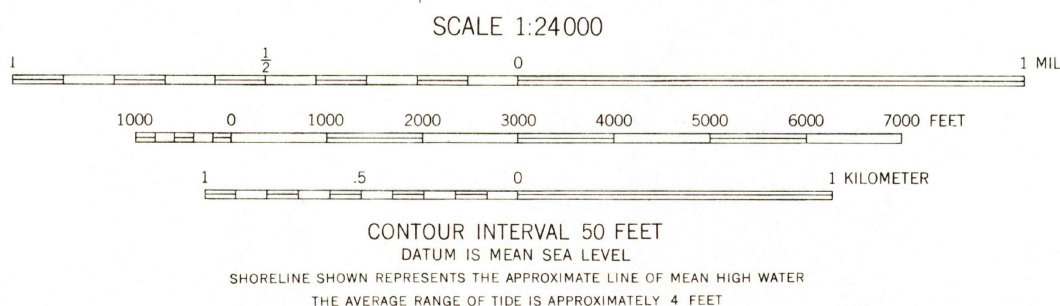 SCALE 1:24000
1 1/2 0 1 MIL
1000 0 1000 2000 3000 4000 5000 6000 7000 FEET
1 .5 0 1 KILOMETER
CONTOUR INTERVAL 50 FEET
DATUM IS MEAN SEA LEVEL
SHORELINE SHOWN REPRESENTS THE APPROXIMATE LINE OF MEAN HIGH WATER
THE AVERAGE RANGE OF TIDE IS APPROXIMATELY 4 FEET